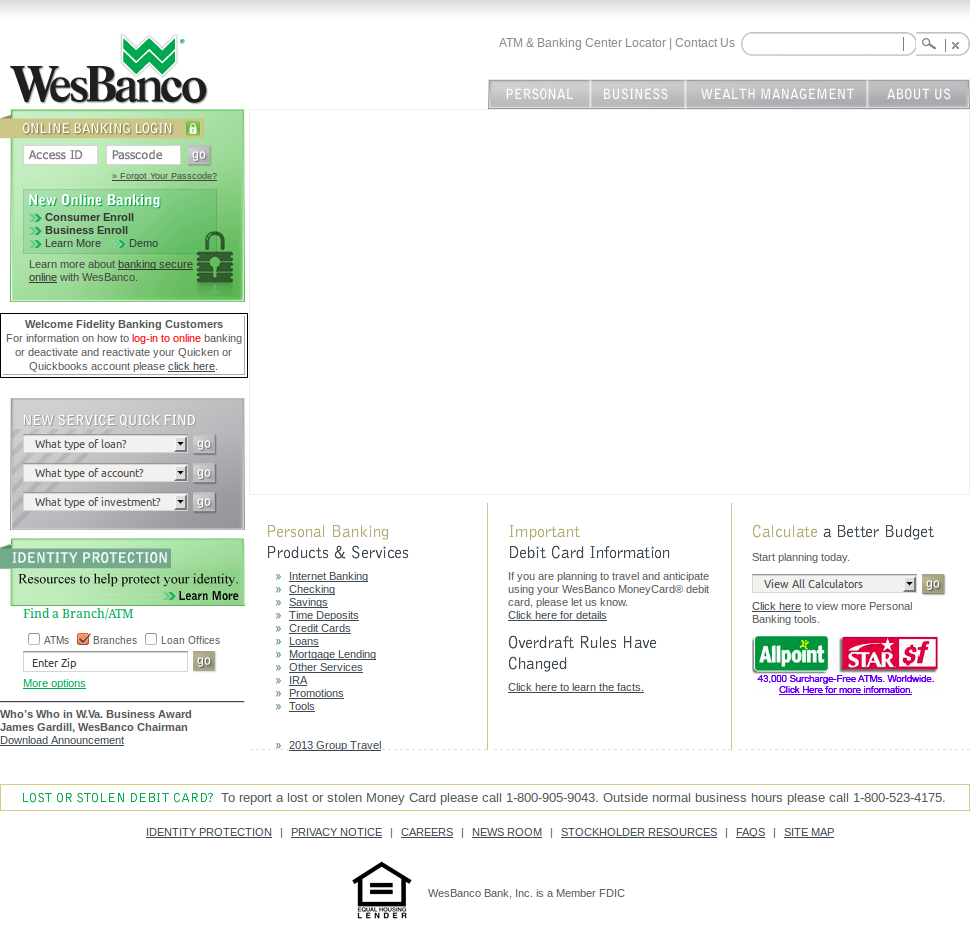 ATM & Banking Center Locator | Contact Us
WesBanco
PERSONAL BUSINESS WEALTH MANAGEMENT ABOUT US
ONLINE BANKING LOGIN
Access ID Passcode go
» Forgot Your Passcode?
New Online Banking
Consumer Enroll
Business Enroll
Learn More Demo
Learn more about banking secure
online with WesBanco.
Welcome Fidelity Banking Customers
For information on how to log-in to online banking
or deactivate and reactivate your Quicken or
Quickbooks account please click here.
NEW SERVICE QUICK FIND
What type of loan? go
What type of account? go
What type of investment? go
IDENTITY PROTECTION
Resources to help protect your identity.
Learn More
Find a Branch/ATM
ATMs Branches Loan Offices
Enter Zip go
More options
Who's Who in W.Va. Business Award
James Gardill, WesBanco Chairman
Download Announcement
Personal Banking
Products & Services
» Internet Banking
» Checking
» Savings
» Time Deposits
» Credit Cards
» Loans
» Mortgage Lending
» Other Services
» IRA
» Promotions
» Tools
» 2013 Group Travel
Important
Debit Card Information
If you are planning to travel and anticipate
using your WesBanco MoneyCard® debit
card, please let us know.
Click here for details
Overdraft Rules Have
Changed
Click here to learn the facts.
Calculate a Better Budget
Start planning today.
View All Calculators go
Click here to view more Personal
Banking tools.
Allpoint STAR sf
43,000 Surcharge-Free ATMs. Worldwide.
Click Here for more information.
LOST OR STOLEN DEBIT CARD? To report a lost or stolen Money Card please call 1-800-905-9043. Outside normal business hours please call 1-800-523-4175.
IDENTITY PROTECTION | PRIVACY NOTICE | CAREERS | NEWS ROOM | STOCKHOLDER RESOURCES | FAQS | SITE MAP
EQUAL HOUSING
LENDER
WesBanco Bank, Inc. is a Member FDIC